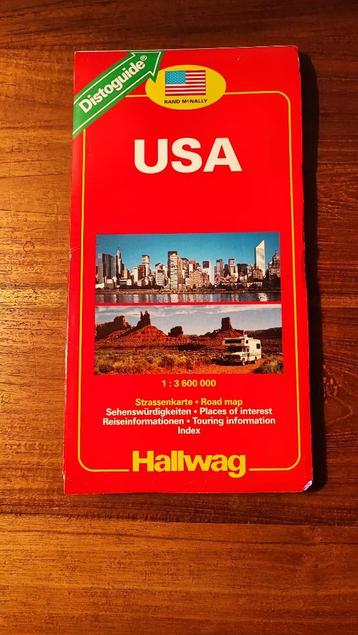 Distoguide®
RAND McNALLY
USA
1 : 3 600 000
Strassenkarte • Road map
Sehenswürdigkeiten • Places of interest
Reiseinformationen • Touring information
Index
Hallwag